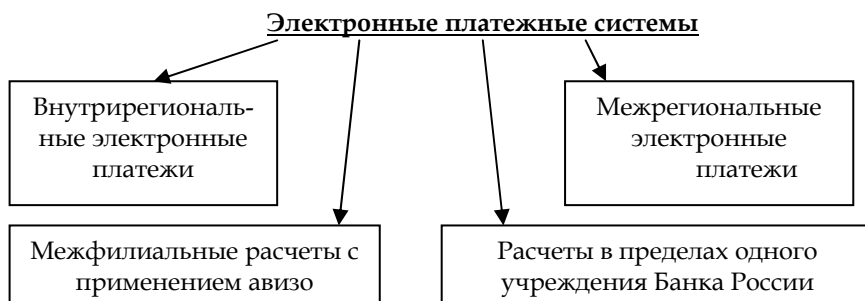 Электронные платежные системы
Внутрирегиональ-
ные электронные
платежи
Межрегиональные
электронные
платежи
Межфилиальные расчеты с
применением авизо
Расчеты в пределах одного
учреждения Банка России